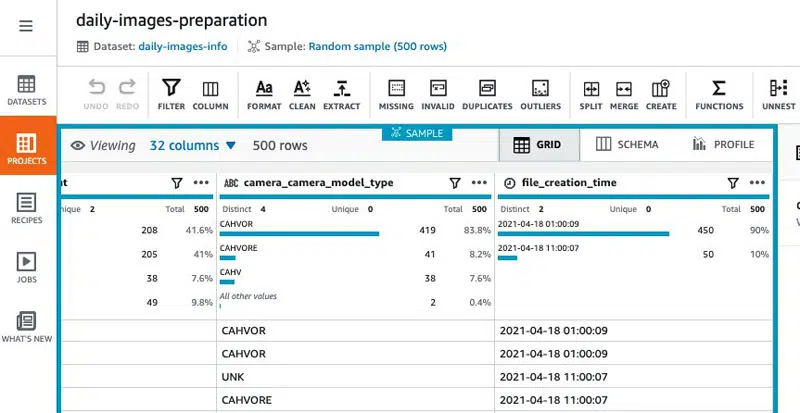 daily-images-preparation
Dataset: daily-images-info Sample: Random sample (500 rows)
DATASETS
PROJECTS
RECIPES
JOBS
WHAT'S NEW
UNDO REDO FILTER COLUMN FORMAT CLEAN EXTRACT MISSING INVALID DUPLICATES OUTLIERS SPLIT MERGE CREATE FUNCTIONS UNNEST
SAMPLE
Viewing 32 columns 500 rows GRID SCHEMA PROFILE
ABC camera_camera_model_type file_creation_time
Unique 2 Total 500 Distinct 4 Unique 0 Total 500 Distinct 2 Unique 0 Total 500
208 41.6% CAHVOR 419 83.8% 2021-04-18 01:00:09 450 90%
205 41% CAHVORE 41 8.2% 2021-04-18 11:00:07 50 10%
38 7.6% CAHV 38 7.6%
49 9.8% All other values 2 0.4%
CAHVOR 2021-04-18 01:00:09
CAHVOR 2021-04-18 01:00:09
UNK 2021-04-18 11:00:07
CAHVORE 2021-04-18 11:00:07